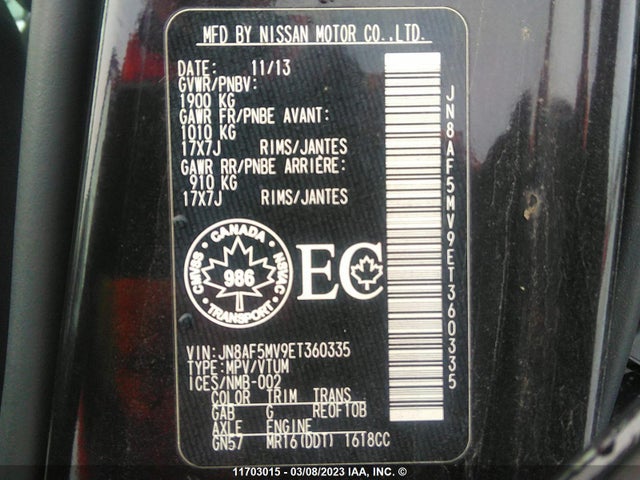 MFD BY NISSAN MOTOR CO.,LTD.
DATE: 11/13
GVWR/PNBV:
1900 KG
GAWR FR/PNBE AVANT:
1010 KG
17X7J RIMS/JANTES
GAWR RR/PNBE ARRIÈRE:
910 KG
17X7J RIMS/JANTES
CANADA
CMVSS
NSVAC
986
TRANSPORT
EC
VIN: JN8AF5MV9ET360335
TYPE:MPV/VTUM
ICES/NMB-002
COLOR TRIM TRANS
GAB G RE0F10B
AXLE ENGINE
GN57 MR16(DDT) 16T8CC
JN8AF5MV9ET360335
11703015 - 03/08/2023 IAA, INC. ©